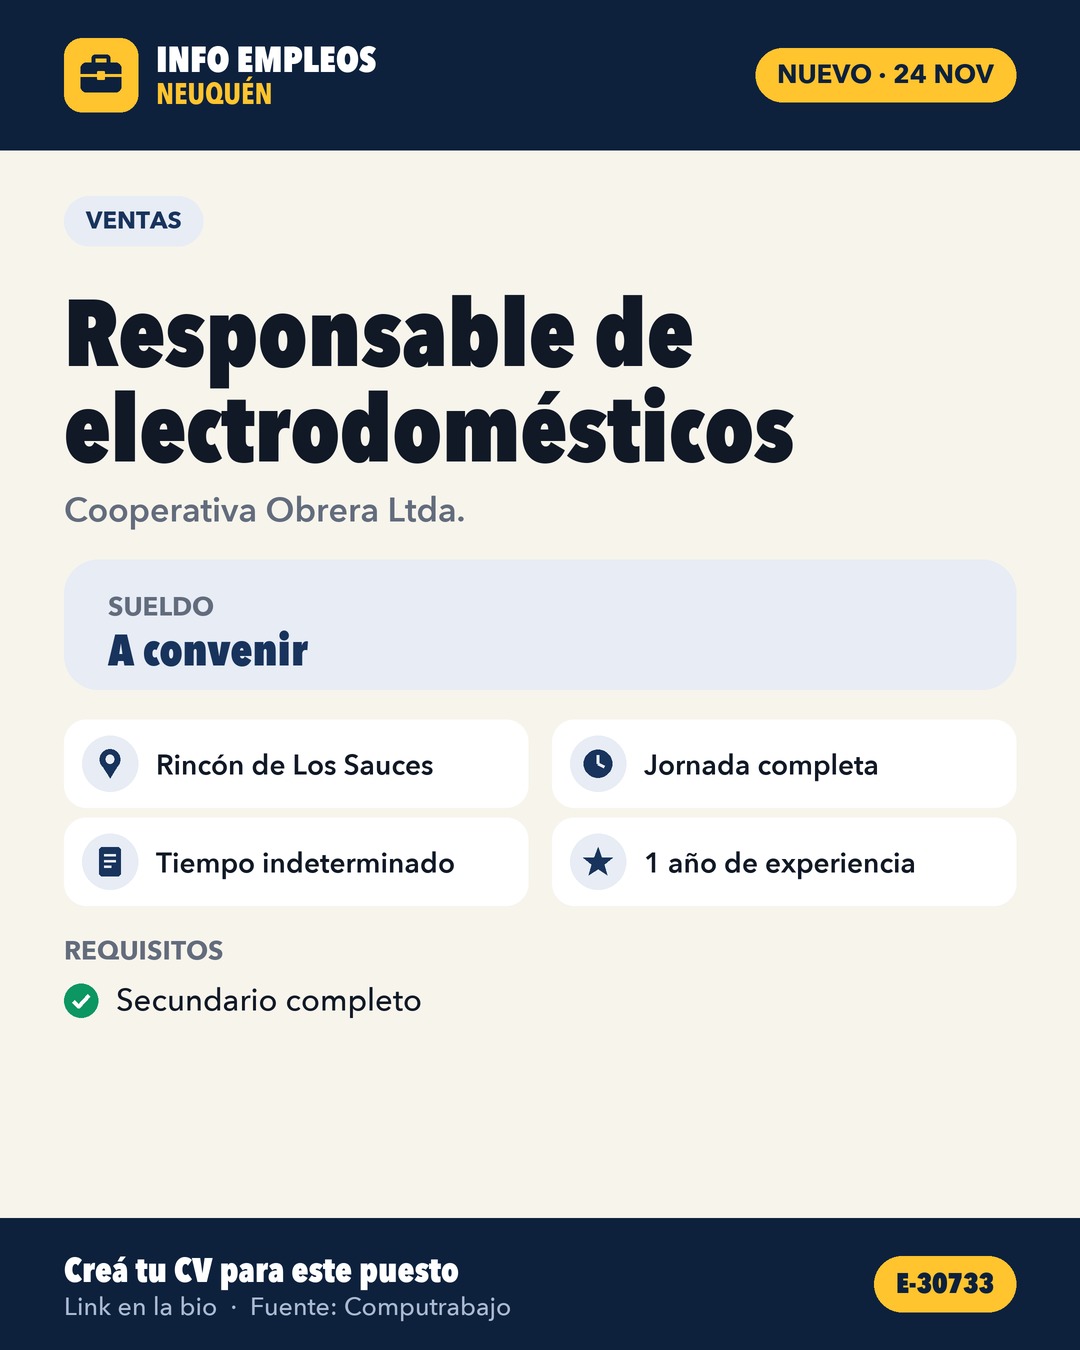 INFO EMPLEOS
NEUQUÉN
NUEVO · 24 NOV
VENTAS
Responsable de
electrodomésticos
Cooperativa Obrera Ltda.
SUELDO
A convenir
Rincón de Los Sauces
Jornada completa
Tiempo indeterminado
1 año de experiencia
REQUISITOS
Secundario completo
Creá tu CV para este puesto
Link en la bio · Fuente: Computrabajo
E-30733